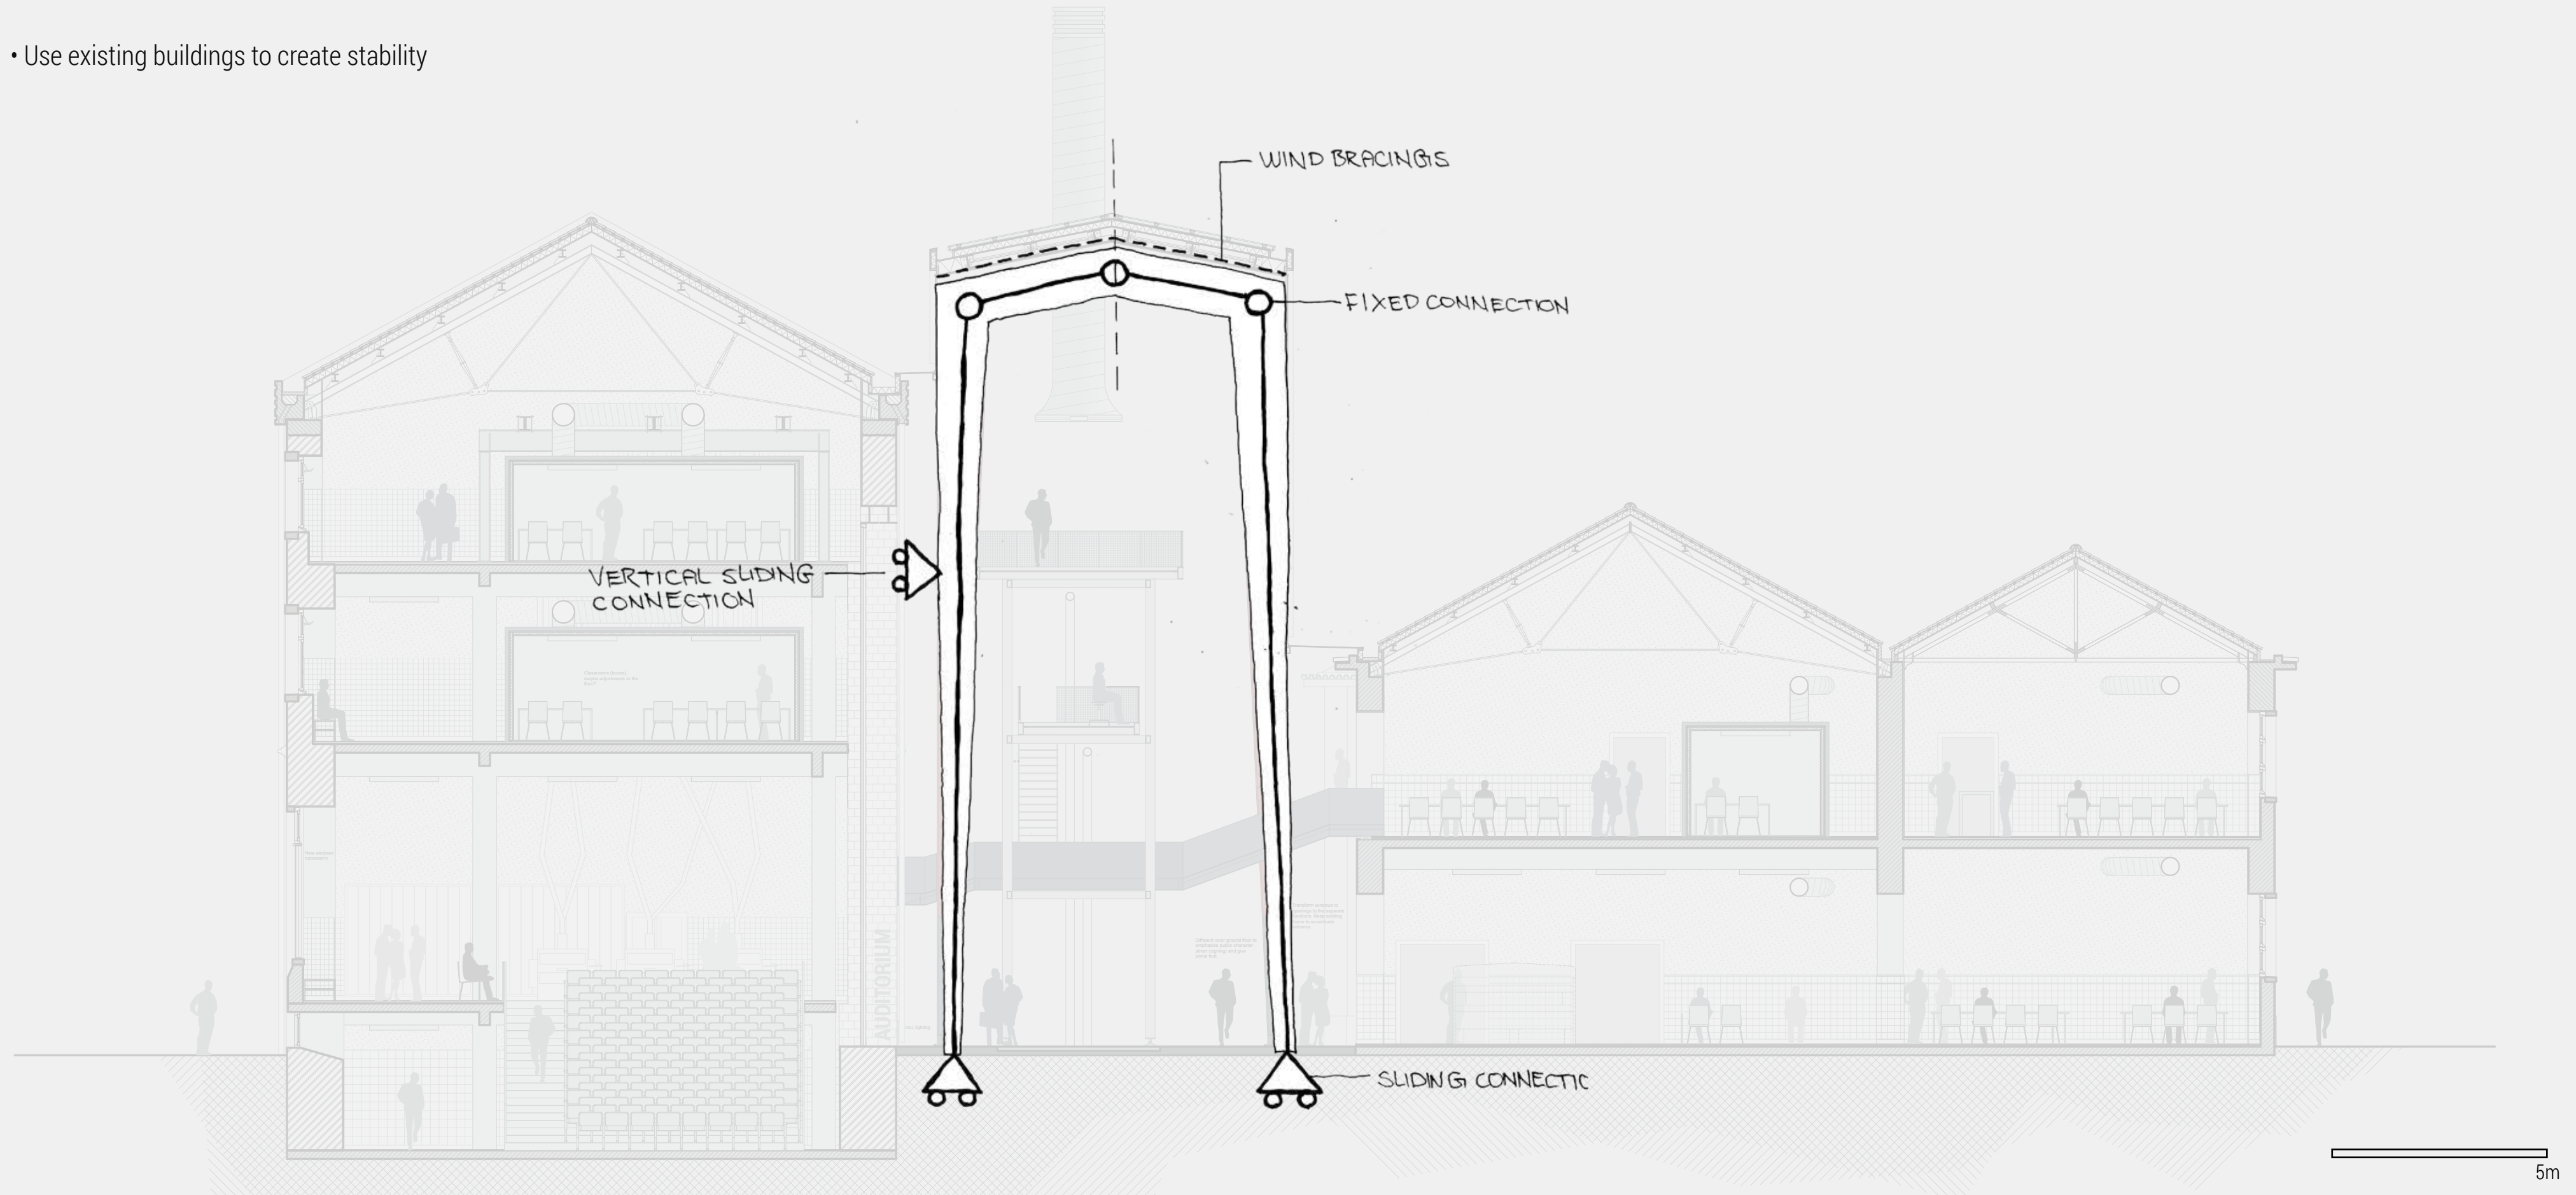 • Use existing buildings to create stability
WIND BRACINGS
FIXED CONNECTION
VERTICAL SLIDING
CONNECTION
AUDITORIUM
SLIDING CONNECTIC
5m